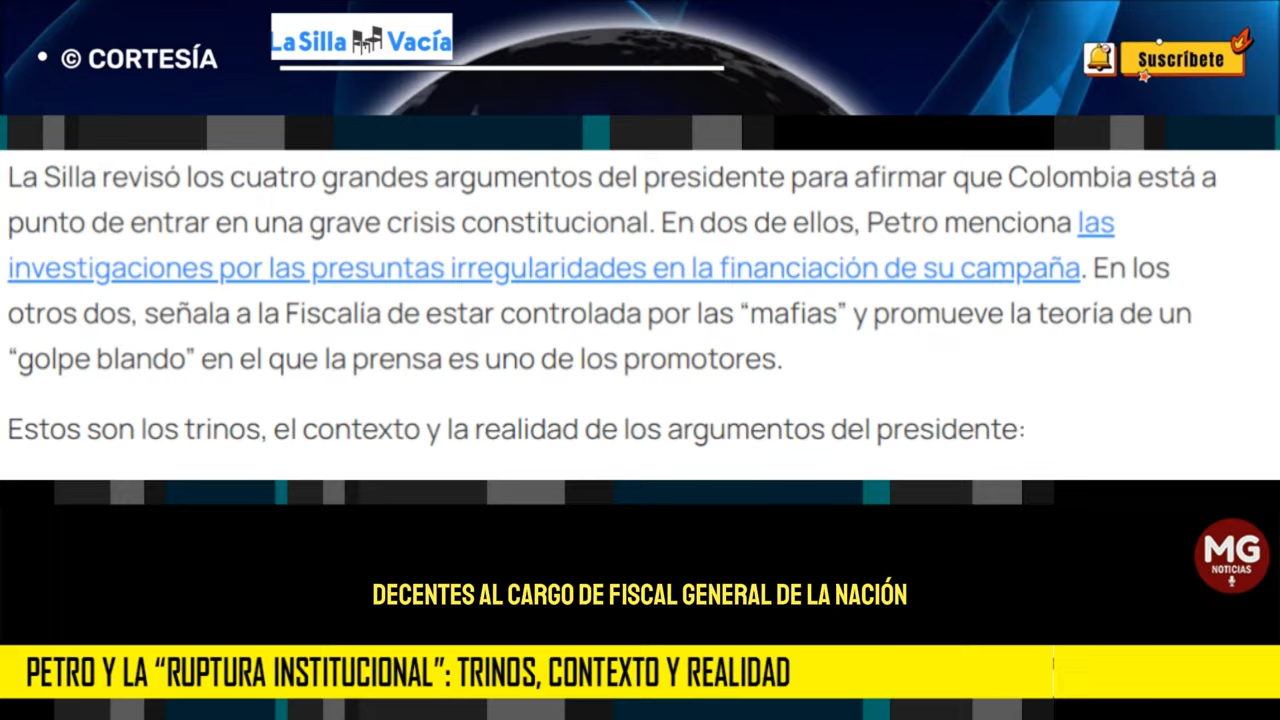 • © CORTESÍA
La Silla Vacía
Suscríbete
La Silla revisó los cuatro grandes argumentos del presidente para afirmar que Colombia está a
punto de entrar en una grave crisis constitucional. En dos de ellos, Petro menciona las
investigaciones por las presuntas irregularidades en la financiación de su campaña. En los
otros dos, señala a la Fiscalía de estar controlada por las “mafias” y promueve la teoría de un
“golpe blando” en el que la prensa es uno de los promotores.
Estos son los trinos, el contexto y la realidad de los argumentos del presidente:
MG
NOTICIAS
DECENTES AL CARGO DE FISCAL GENERAL DE LA NACIÓN
PETRO Y LA “RUPTURA INSTITUCIONAL”: TRINOS, CONTEXTO Y REALIDAD